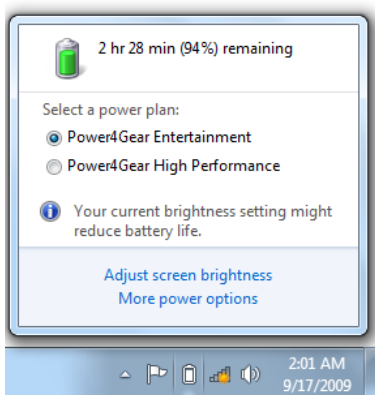 2 hr 28 min (94%) remaining
Select a power plan:
Power4Gear Entertainment
Power4Gear High Performance
Your current brightness setting might
reduce battery life.
Adjust screen brightness
More power options
2:01 AM
9/17/2009